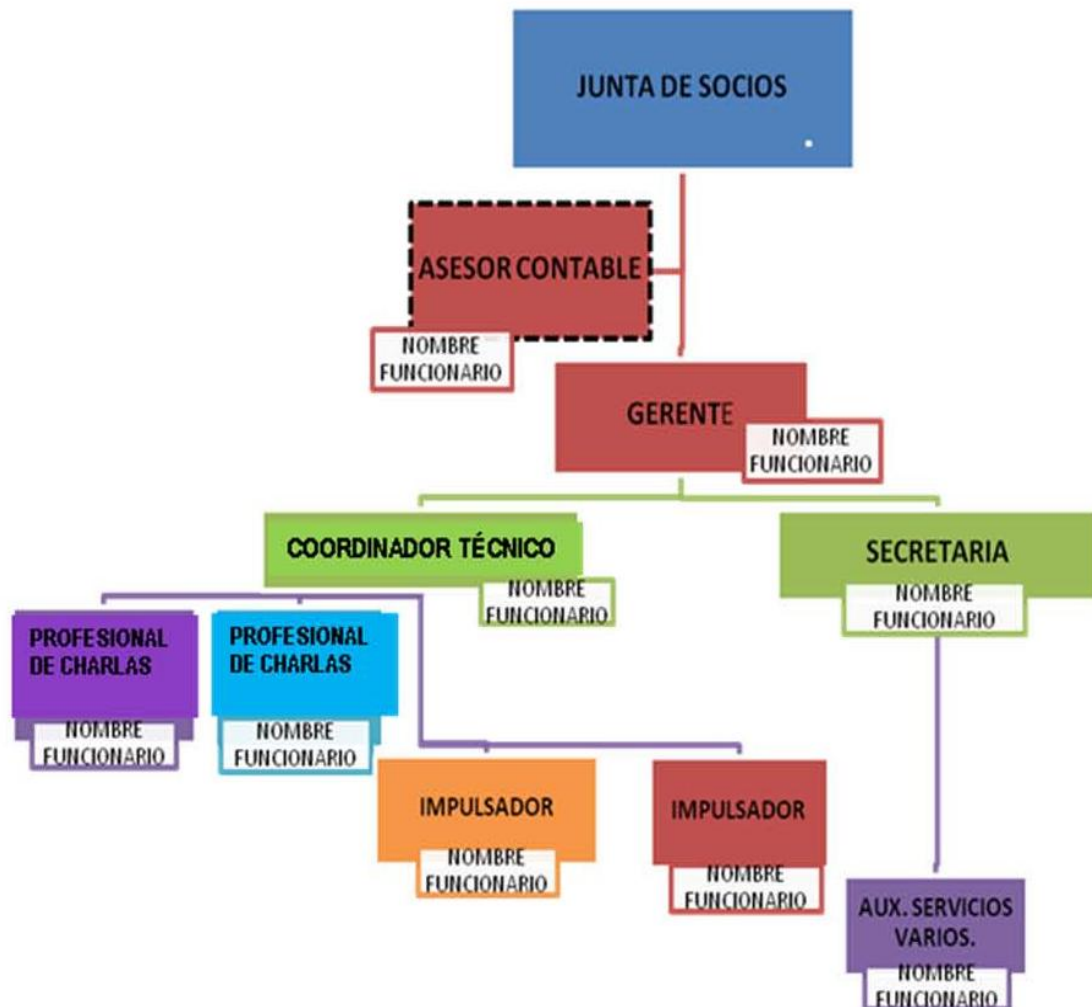 JUNTA DE SOCIOS
.
ASESOR CONTABLE
NOMBRE
FUNCIONARIO
GERENTE
NOMBRE
FUNCIONARIO
COORDINADOR TÉCNICO
NOMBRE
FUNCIONARIO
SECRETARIA
NOMBRE
FUNCIONARIO
PROFESIONAL
DE CHARLAS
NOMBRE
FUNCIONARIO
PROFESIONAL
DE CHARLAS
NOMBRE
FUNCIONARIO
IMPULSADOR
NOMBRE
FUNCIONARIO
IMPULSADOR
NOMBRE
FUNCIONARIO
AUX. SERVICIOS
VARIOS.
NOMBRE
FUNCIONARIO